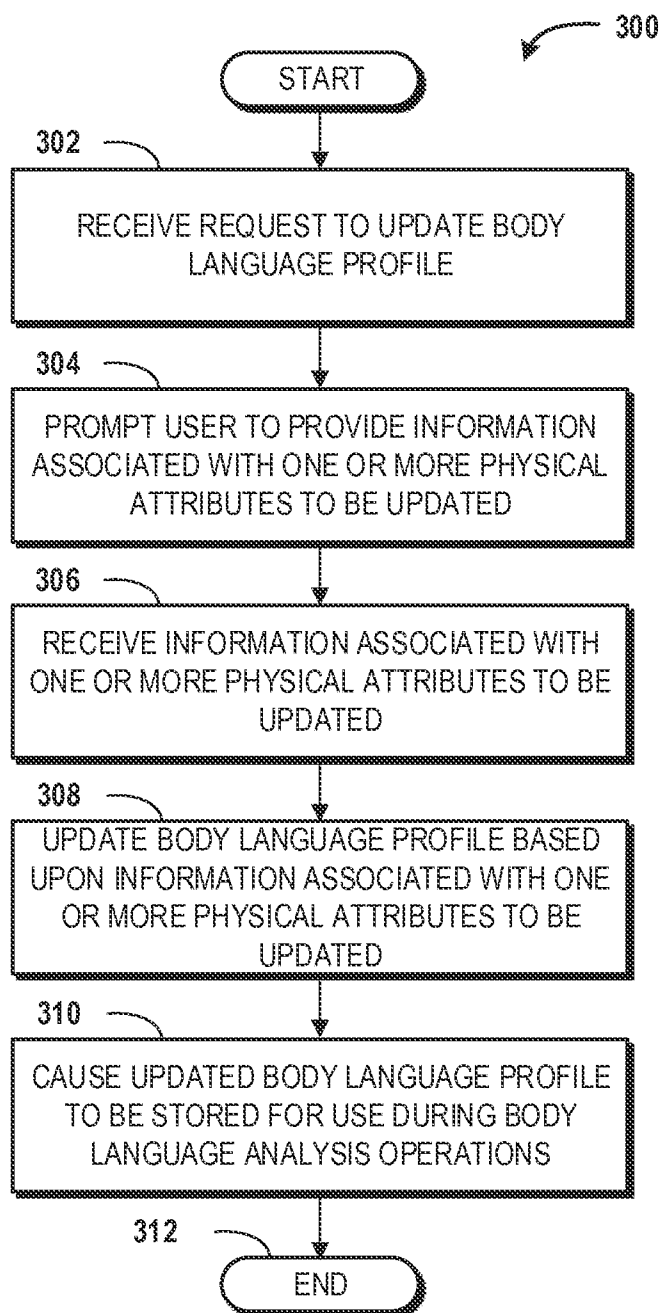 300
START
302
RECEIVE REQUEST TO UPDATE BODY
LANGUAGE PROFILE
304
PROMPT USER TO PROVIDE INFORMATION
ASSOCIATED WITH ONE OR MORE PHYSICAL
ATTRIBUTES TO BE UPDATED
306
RECEIVE INFORMATION ASSOCIATED WITH
ONE OR MORE PHYSICAL ATTRIBUTES TO BE
UPDATED
308
UPDATE BODY LANGUAGE PROFILE BASED
UPON INFORMATION ASSOCIATED WITH ONE
OR MORE PHYSICAL ATTRIBUTES TO BE
UPDATED
310
CAUSE UPDATED BODY LANGUAGE PROFILE
TO BE STORED FOR USE DURING BODY
LANGUAGE ANALYSIS OPERATIONS
312
END